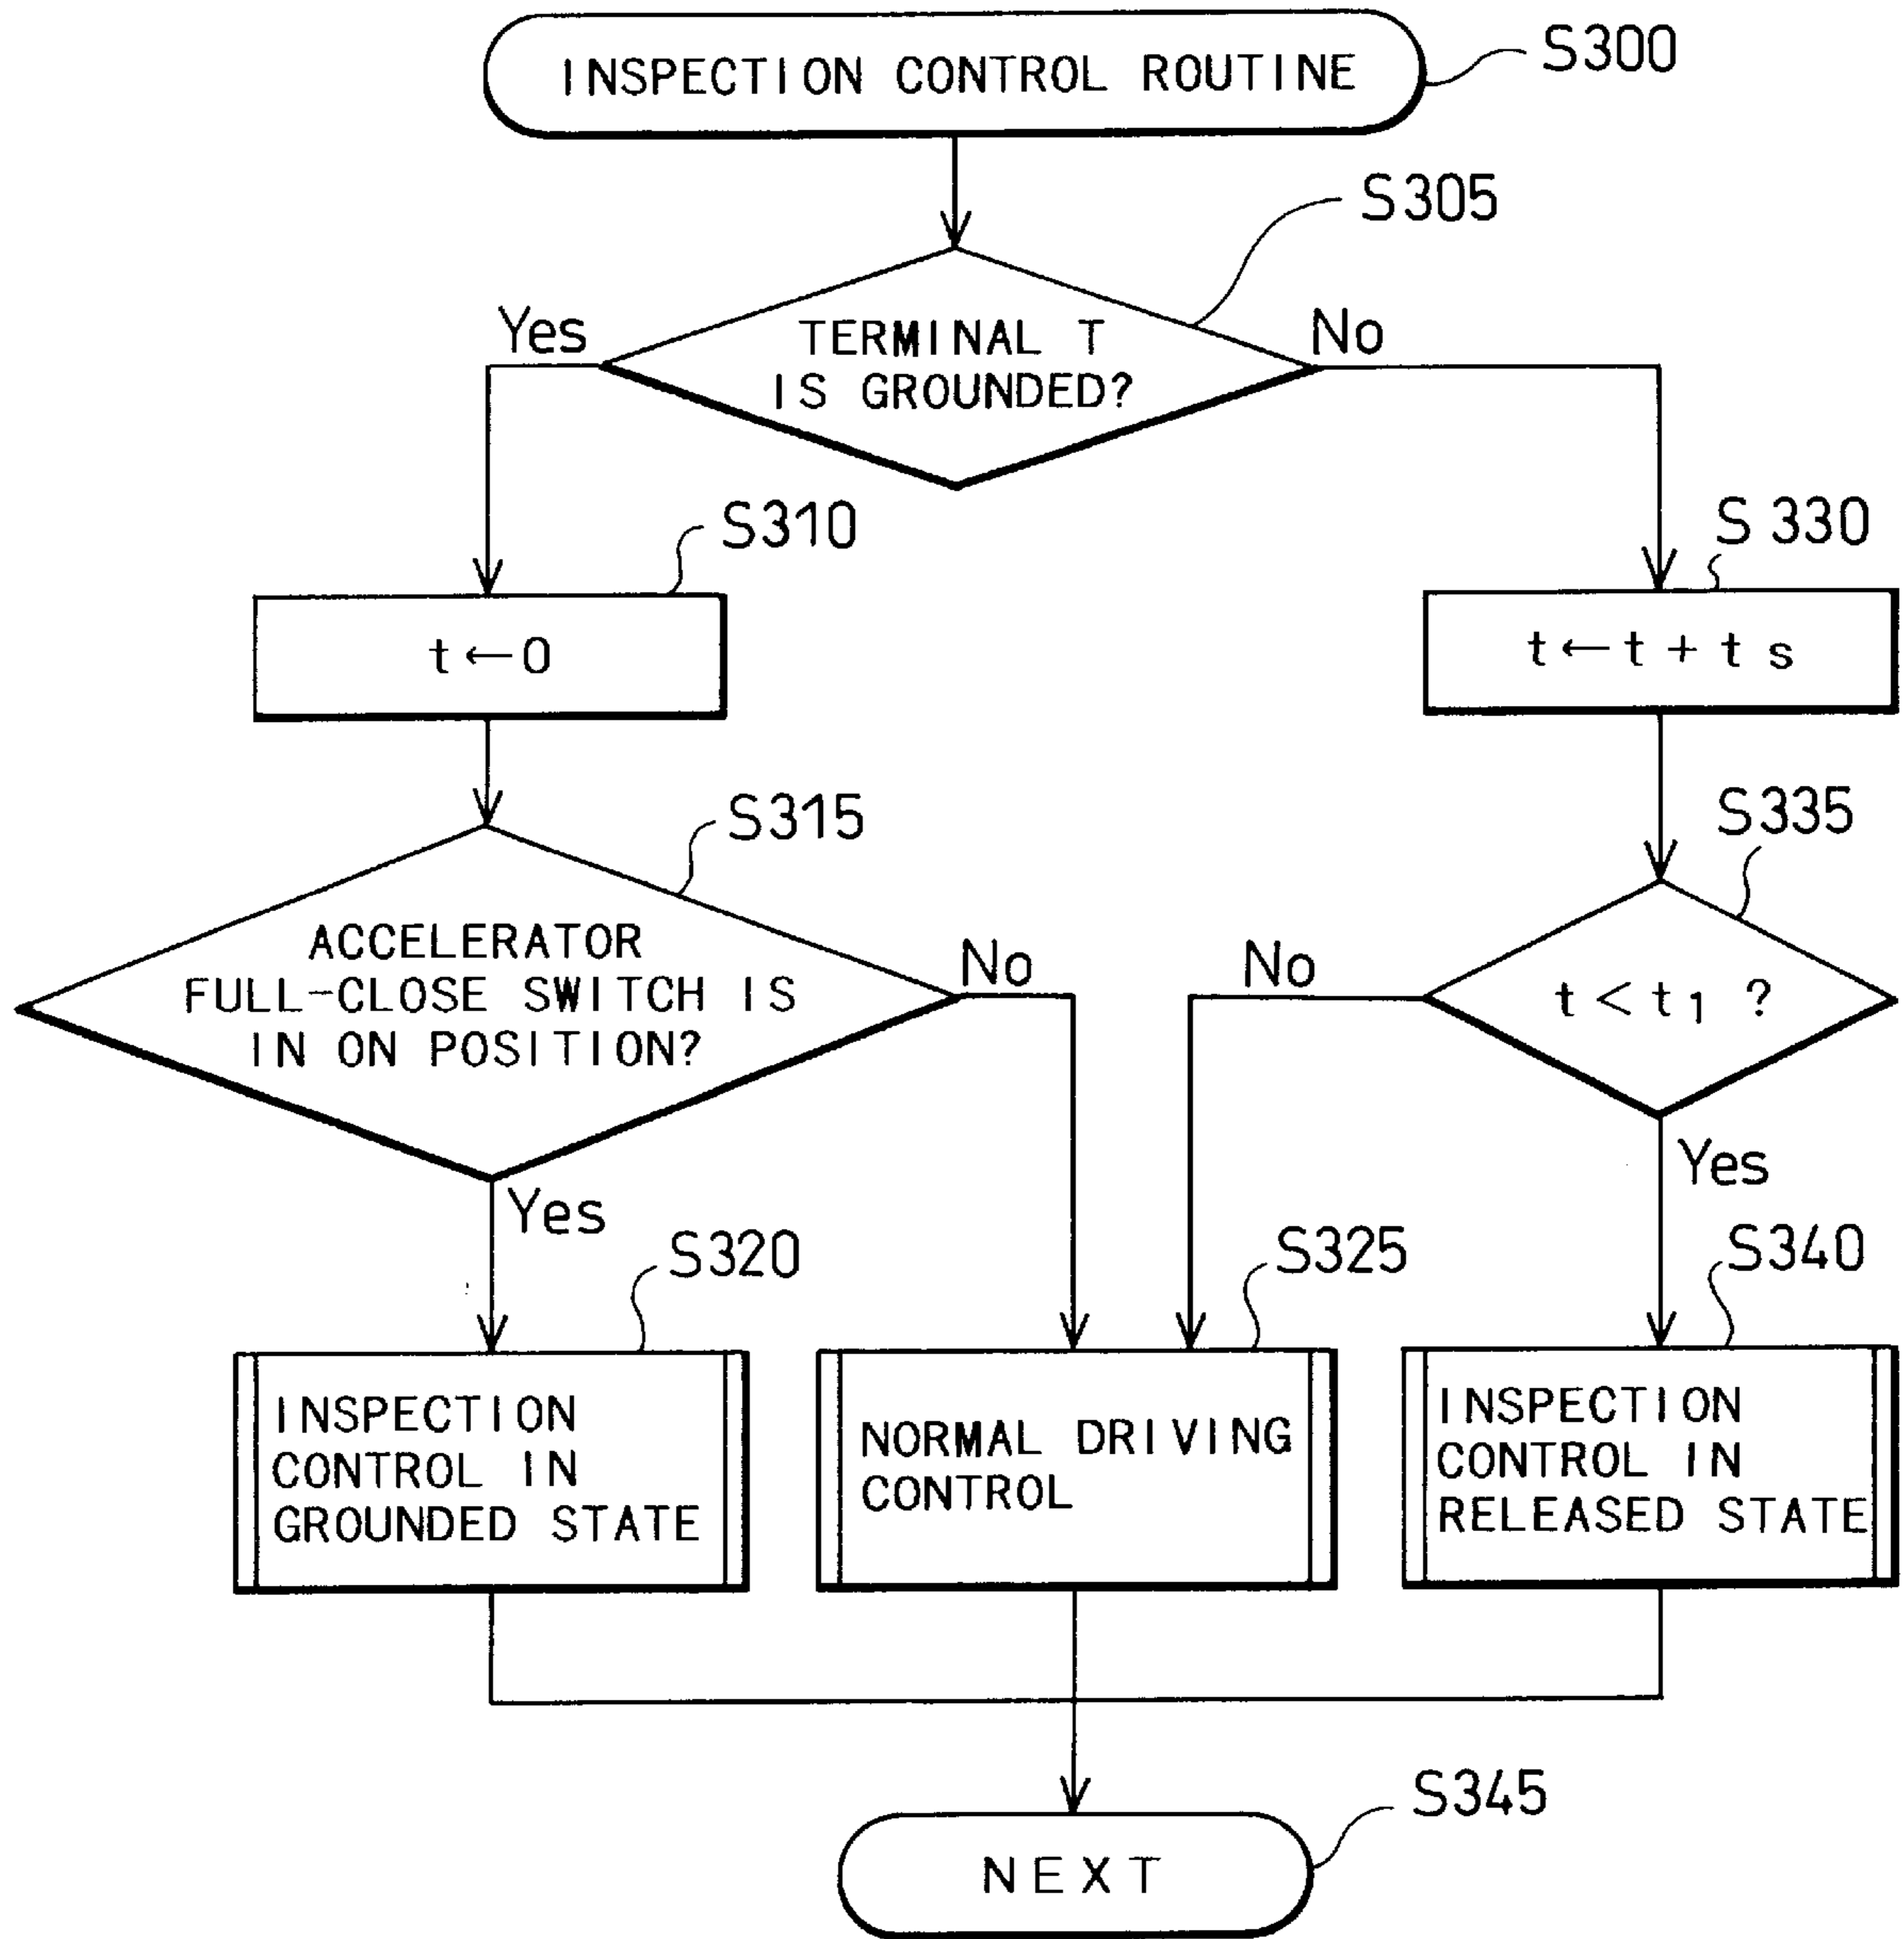 INSPECTION CONTROL ROUTINE
S300
S305
Yes
TERMINAL T
IS GROUNDED?
No
S310
S330
t←0
t←t+ts
S315
S335
ACCELERATOR
FULL-CLOSE SWITCH IS
IN ON POSITION?
No
No
t<t1 ?
Yes
Yes
S320
S325
S340
INSPECTION
CONTROL IN
GROUNDED STATE
NORMAL DRIVING
CONTROL
INSPECTION
CONTROL IN
RELEASED STATE
S345
NEXT